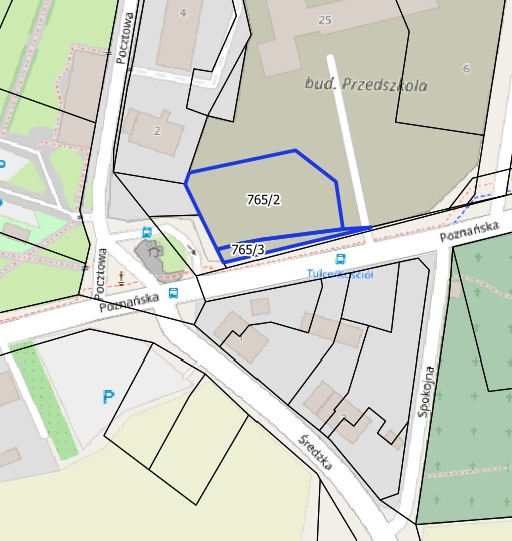 4
25
Pocztowa
bud. Przedszkola
6
2
765/2
765/3
Poznańska
Tulce/Kościół
Pocztowa
Poznańska
P
Spokojna
Średzka